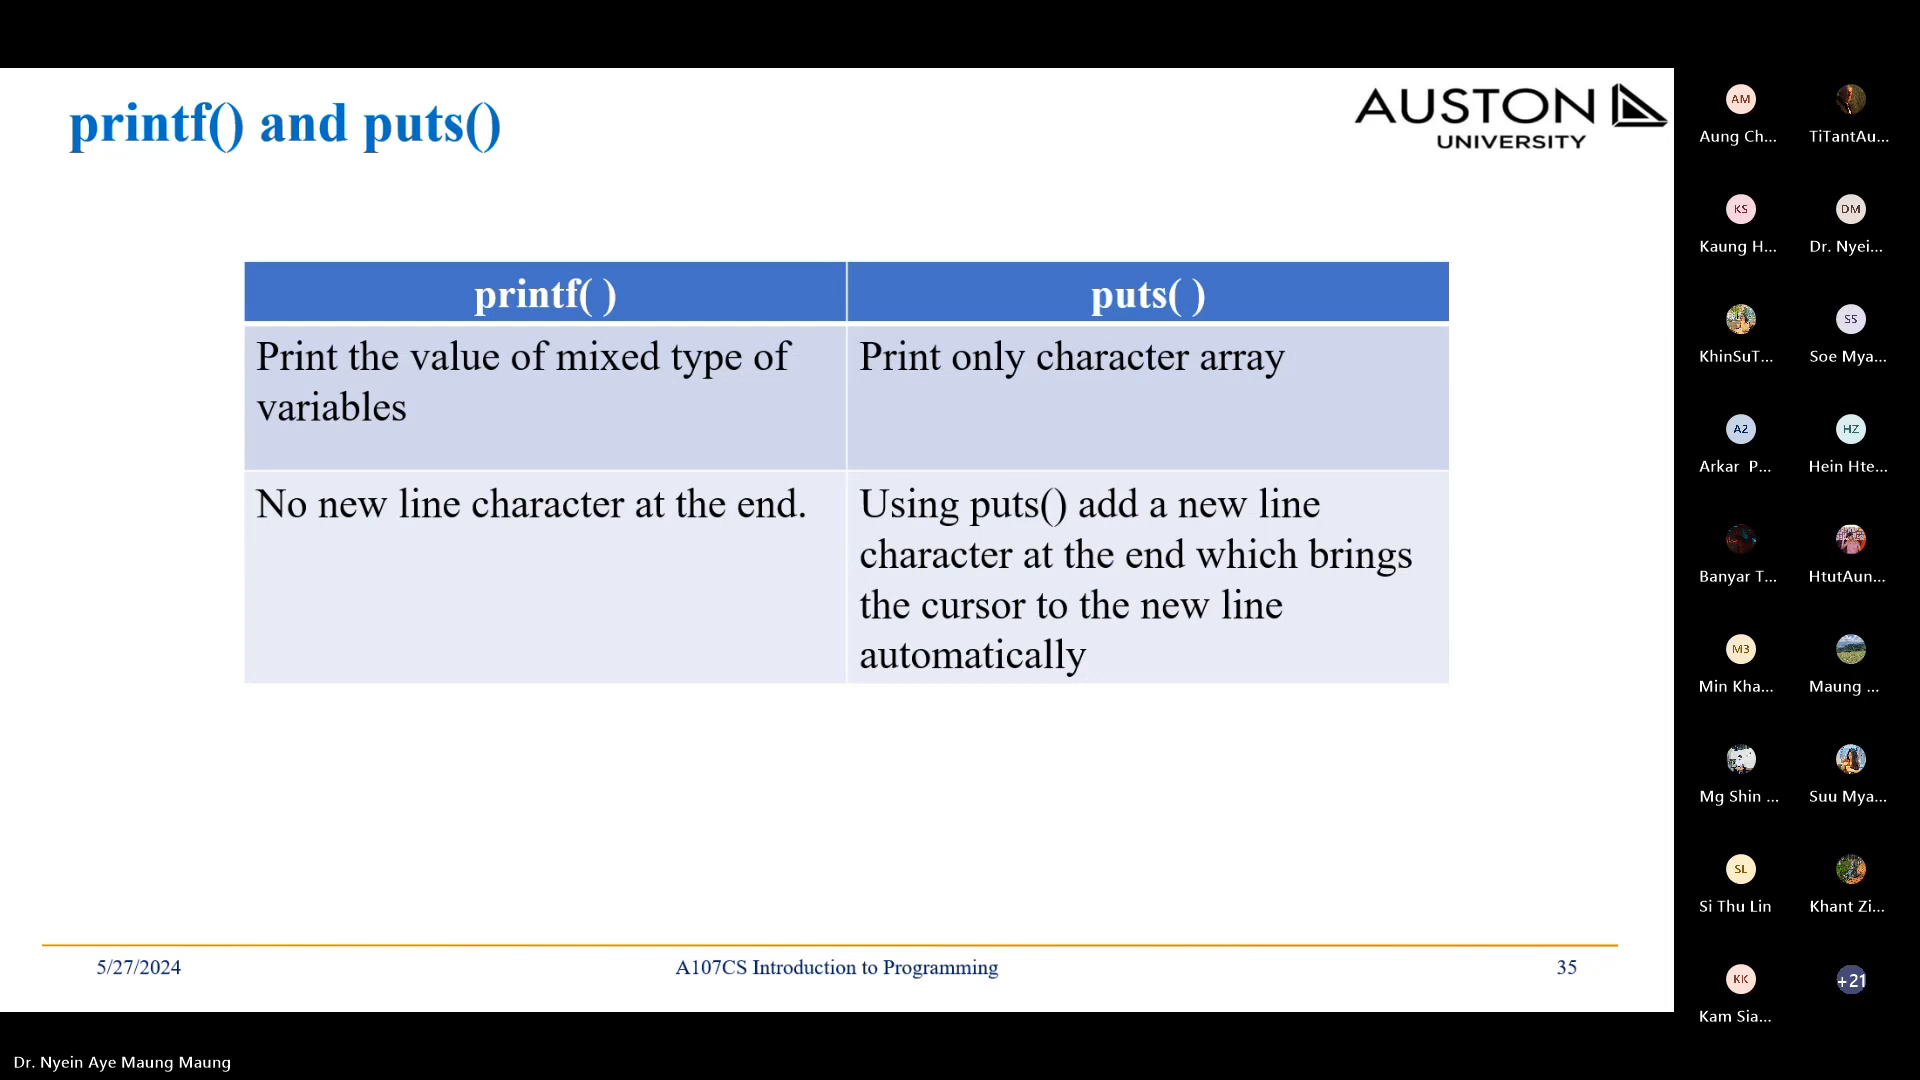 printf() and puts()
AUSTON
UNIVERSITY
printf( )
puts( )
Print the value of mixed type of
variables
Print only character array
No new line character at the end.
Using puts() add a new line
character at the end which brings
the cursor to the new line
automatically
5/27/2024
A107CS Introduction to Programming
35
AM
Aung Ch...
TiTantAu...
KS
Kaung H...
DM
Dr. Nyei...
KhinSuT...
SS
Soe Mya...
A2
Arkar P...
HZ
Hein Hte...
Banyar T...
HtutAun...
M3
Min Kha...
Maung ...
Mg Shin ...
Suu Mya...
SL
Si Thu Lin
Khant Zi...
KK
Kam Sia...
+21
Dr. Nyein Aye Maung Maung